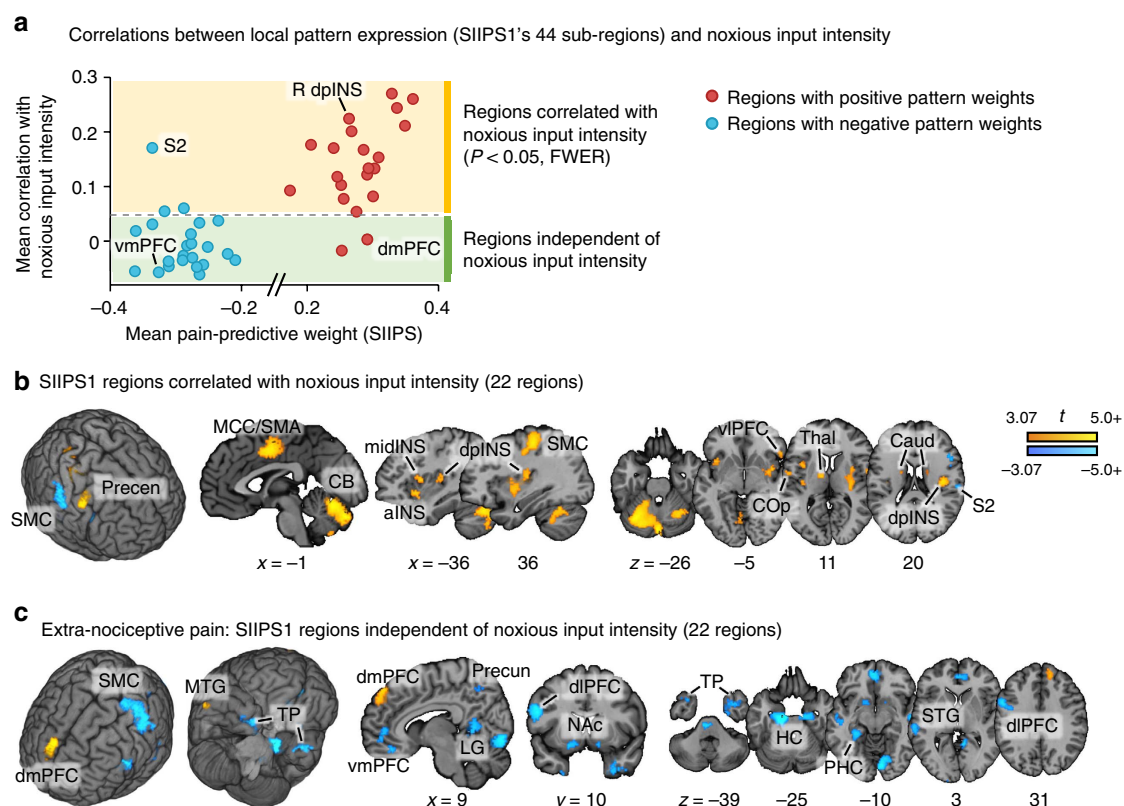 a
Correlations between local pattern expression (SIIPS1's 44 sub-regions) and noxious input intensity
Mean correlation with
noxious input intensity
0.3
0.2
0.1
0
R dpINS
S2
vmPFC
dmPFC
Regions correlated with
noxious input intensity
(P < 0.05, FWER)
Regions independent of
noxious input intensity
Regions with positive pattern weights
Regions with negative pattern weights
–0.4
–0.2
0.2
0.4
Mean pain-predictive weight (SIIPS)
b
SIIPS1 regions correlated with noxious input intensity (22 regions)
Precen
SMC
MCC/SMA
CB
x = –1
midINS
dpINS
SMC
aINS
x = –36
36
vlPFC
Thal
Caud
COp
dpINS
S2
z = –26
–5
11
20
3.07 t 5.0+
–3.07 –5.0+
c
Extra-nociceptive pain: SIIPS1 regions independent of noxious input intensity (22 regions)
SMC
dmPFC
MTG
TP
dmPFC
Precun
LG
vmPFC
x = 9
dlPFC
NAc
y = 10
TP
HC
PHC
STG
dlPFC
z = –39
–25
–10
3
31